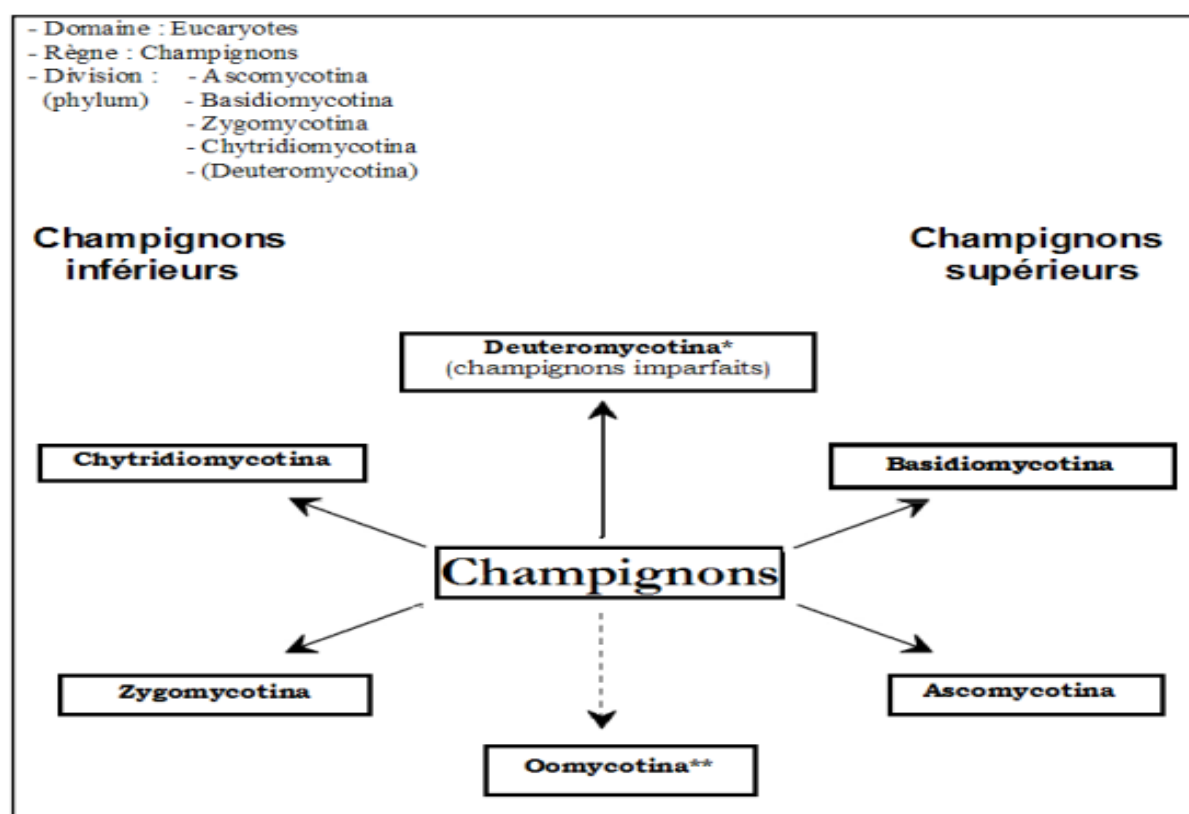 - Domaine : Eucaryotes
- Règne : Champignons
- Division : - Ascomycotina
(phylum) - Basidiomycotina
- Zygomycotina
- Chytridiomycotina
- (Deuteromycotina)
Champignons
inférieurs
Champignons
supérieurs
Deuteromycotina*
(champignons imparfaits)
Chytridiomycotina
Basidiomycotina
Champignons
Zygomycotina
Ascomycotina
Oomycotina**